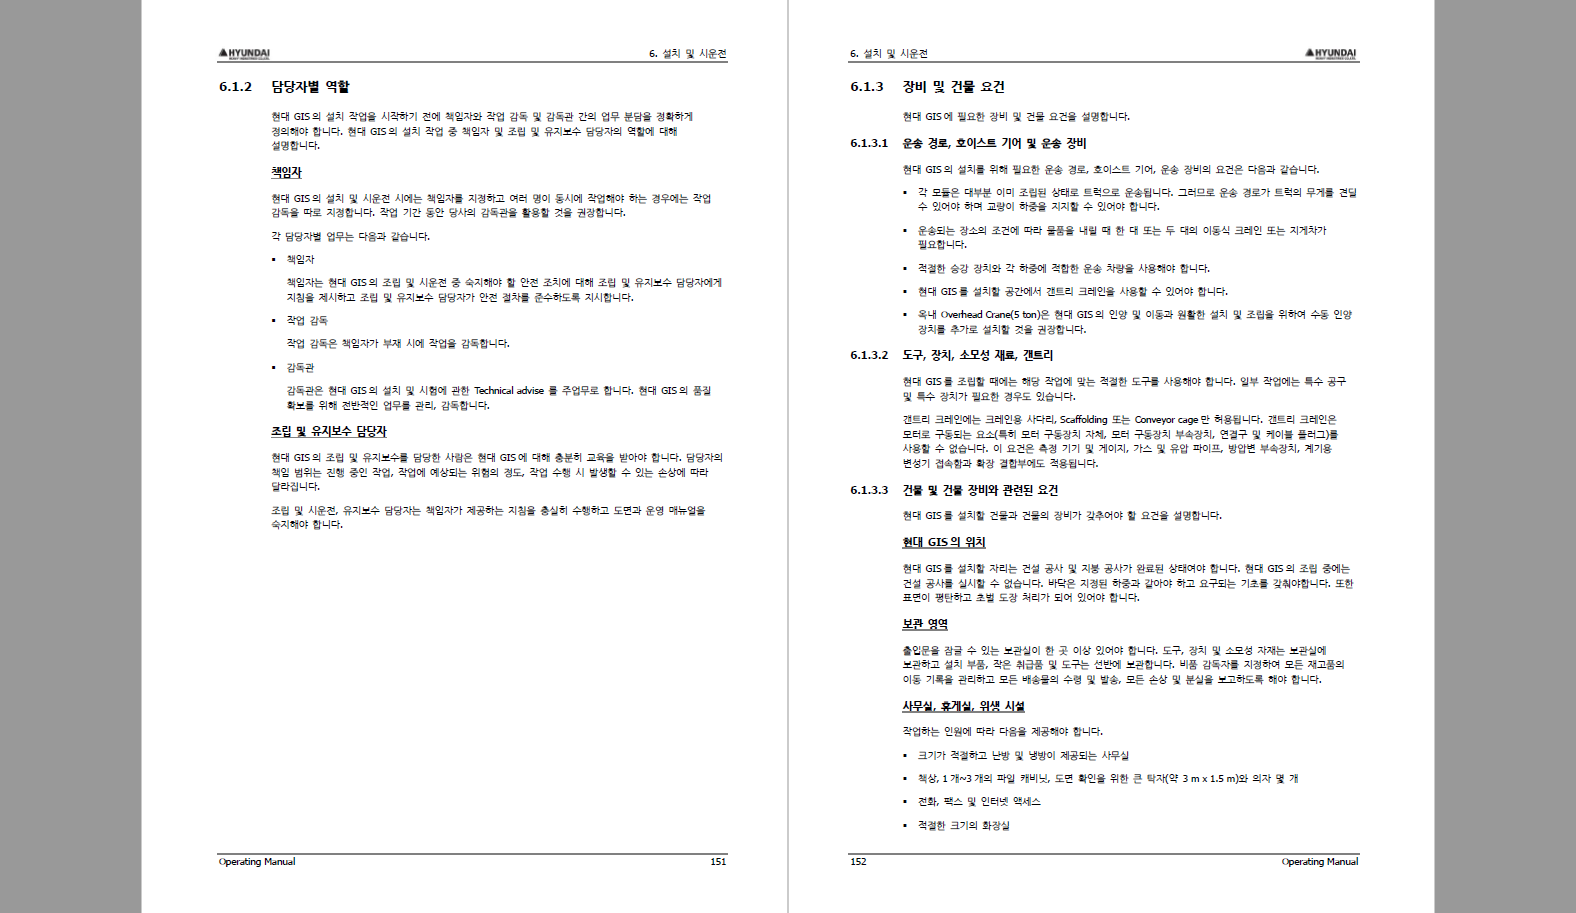 HYUNDAI
6. 설치 및 시운전
6.1.2 담당자별 역할
현대 GIS의 설치 작업을 시작하기 전에 책임자와 작업 감독 및 감독관 간의 업무 분담을 정확하게
정의해야 합니다. 현대 GIS의 설치 작업 중 책임자 및 조립 및 유지보수 담당자의 역할에 대해
설명합니다.
책임자
현대 GIS의 설치 및 시운전 시에는 책임자를 지정하고 여러 명이 동시에 작업해야 하는 경우에는 작업
감독을 따로 지정합니다. 작업 기간 동안 당사의 감독관을 활용할 것을 권장합니다.
각 담당자별 업무는 다음과 같습니다.
▪ 책임자
책임자는 현대 GIS의 조립 및 시운전 중 숙지해야 할 안전 조치에 대해 조립 및 유지보수 담당자에게
지침을 제시하고 조립 및 유지보수 담당자가 안전 절차를 준수하도록 지시합니다.
▪ 작업 감독
작업 감독은 책임자가 부재 시에 작업을 감독합니다.
▪ 감독관
감독관은 현대 GIS의 설치 및 시험에 관한 Technical advise 를 주업무로 합니다. 현대 GIS의 품질
확보를 위해 전반적인 업무를 관리, 감독합니다.
조립 및 유지보수 담당자
현대 GIS의 조립 및 유지보수를 담당한 사람은 현대 GIS에 대해 충분히 교육을 받아야 합니다. 담당자의
책임 범위는 진행 중인 작업, 작업에 예상되는 위험의 정도, 작업 수행 시 발생할 수 있는 손상에 따라
달라집니다.
조립 및 시운전, 유지보수 담당자는 책임자가 제공하는 지침을 충실히 수행하고 도면과 운영 매뉴얼을
숙지해야 합니다.
Operating Manual 151
6. 설치 및 시운전
HYUNDAI
6.1.3 장비 및 건물 요건
현대 GIS에 필요한 장비 및 건물 요건을 설명합니다.
6.1.3.1 운송 경로, 호이스트 기어 및 운송 장비
현대 GIS의 설치를 위해 필요한 운송 경로, 호이스트 기어, 운송 장비의 요건은 다음과 같습니다.
▪ 각 모듈은 대부분 이미 조립된 상태로 트럭으로 운송됩니다. 그러므로 운송 경로가 트럭의 무게를 견딜
수 있어야 하며 교량이 하중을 지지할 수 있어야 합니다.
▪ 운송되는 장소의 조건에 따라 물품을 내릴 때 한 대 또는 두 대의 이동식 크레인 또는 지게차가
필요합니다.
▪ 적절한 승강 장치와 각 하중에 적합한 운송 차량을 사용해야 합니다.
▪ 현대 GIS를 설치할 공간에서 갠트리 크레인을 사용할 수 있어야 합니다.
▪ 옥내 Overhead Crane(5 ton)은 현대 GIS의 인양 및 이동과 원활한 설치 및 조립을 위하여 수동 인양
장치를 추가로 설치할 것을 권장합니다.
6.1.3.2 도구, 장치, 소모성 재료, 갠트리
현대 GIS를 조립할 때에는 해당 작업에 맞는 적절한 도구를 사용해야 합니다. 일부 작업에는 특수 공구
및 특수 장치가 필요한 경우도 있습니다.
갠트리 크레인에는 크레인용 사다리, Scaffolding 또는 Conveyor cage만 허용됩니다. 갠트리 크레인은
모터로 구동되는 요소(특히 모터 구동장치 자체, 모터 구동장치 부속장치, 연결구 및 케이블 플러그)를
사용할 수 없습니다. 이 요건은 측정 기기 및 게이지, 가스 및 유압 파이프, 방압변 부속장치, 계기용
변성기 접속함과 확장 결합부에도 적용됩니다.
6.1.3.3 건물 및 건물 장비와 관련된 요건
현대 GIS를 설치할 건물과 건물의 장비가 갖추어야 할 요건을 설명합니다.
현대 GIS의 위치
현대 GIS를 설치할 자리는 건설 공사 및 지붕 공사가 완료된 상태여야 합니다. 현대 GIS의 조립 중에는
건설 공사를 실시할 수 없습니다. 바닥은 지정된 하중과 같아야 하고 요구되는 기초를 갖춰야합니다. 또한
표면이 평탄하고 초벌 도장 처리가 되어 있어야 합니다.
보관 영역
출입문을 잠글 수 있는 보관실이 한 곳 이상 있어야 합니다. 도구, 장치 및 소모성 자재는 보관실에
보관하고 설치 부품, 작은 취급품 및 도구는 선반에 보관합니다. 비품 감독자를 지정하여 모든 재고품의
이동 기록을 관리하고 모든 배송물의 수령 및 발송, 모든 손상 및 분실을 보고하도록 해야 합니다.
사무실, 휴게실, 위생 시설
작업하는 인원에 따라 다음을 제공해야 합니다.
▪ 크기가 적절하고 난방 및 냉방이 제공되는 사무실
▪ 책상, 1개~3개의 파일 캐비닛, 도면 확인을 위한 큰 탁자(약 3 m x 1.5 m)와 의자 몇 개
▪ 전화, 팩스 및 인터넷 액세스
▪ 적절한 크기의 화장실
152 Operating Manual